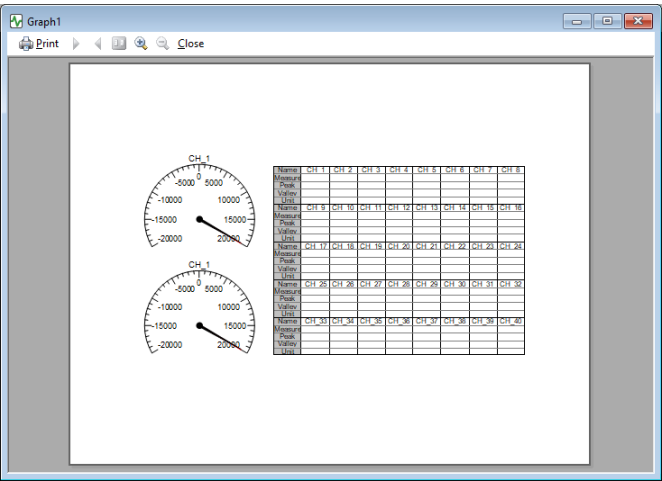 Graph1
Print
Close
CH_1
0
-5000 5000
-10000 10000
-15000 15000
-20000 20000
CH_1
0
-5000 5000
-10000 10000
-15000 15000
-20000 20000
Name CH_1 CH_2 CH_3 CH_4 CH_5 CH_6 CH_7 CH_8
Measure
Peak
Valley
Unit
Name CH_9 CH_10 CH_11 CH_12 CH_13 CH_14 CH_15 CH_16
Measure
Peak
Valley
Unit
Name CH_17 CH_18 CH_19 CH_20 CH_21 CH_22 CH_23 CH_24
Measure
Peak
Valley
Unit
Name CH_25 CH_26 CH_27 CH_28 CH_29 CH_30 CH_31 CH_32
Measure
Peak
Valley
Unit
Name CH_33 CH_34 CH_35 CH_36 CH_37 CH_38 CH_39 CH_40
Measure
Peak
Valley
Unit